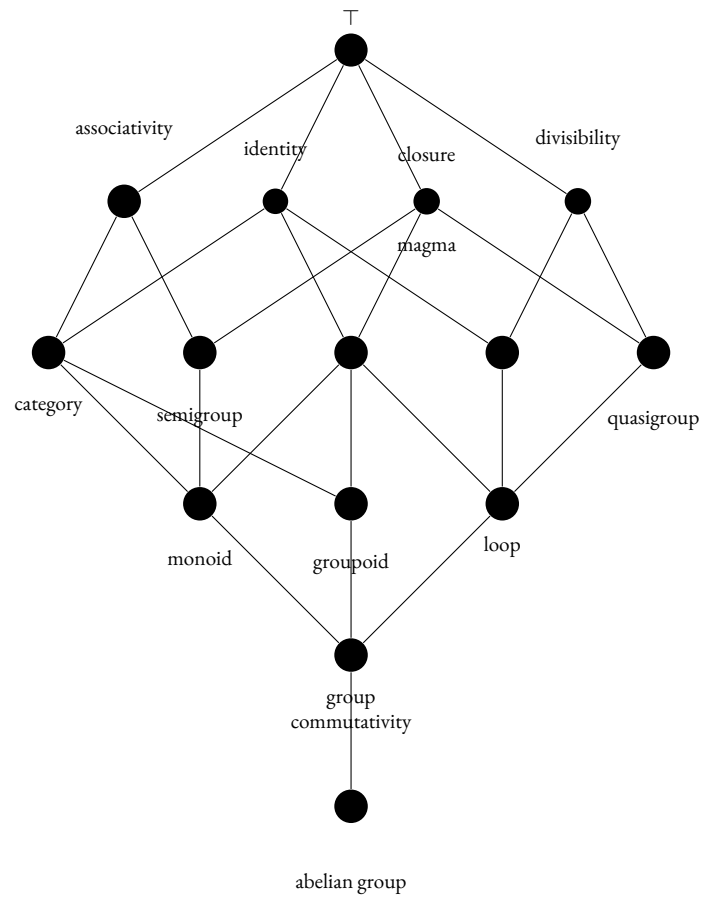 ⊤
associativity
identity
closure
divisibility
magma
category
semigroup
quasigroup
monoid
groupoid
loop
group
commutativity
abelian group